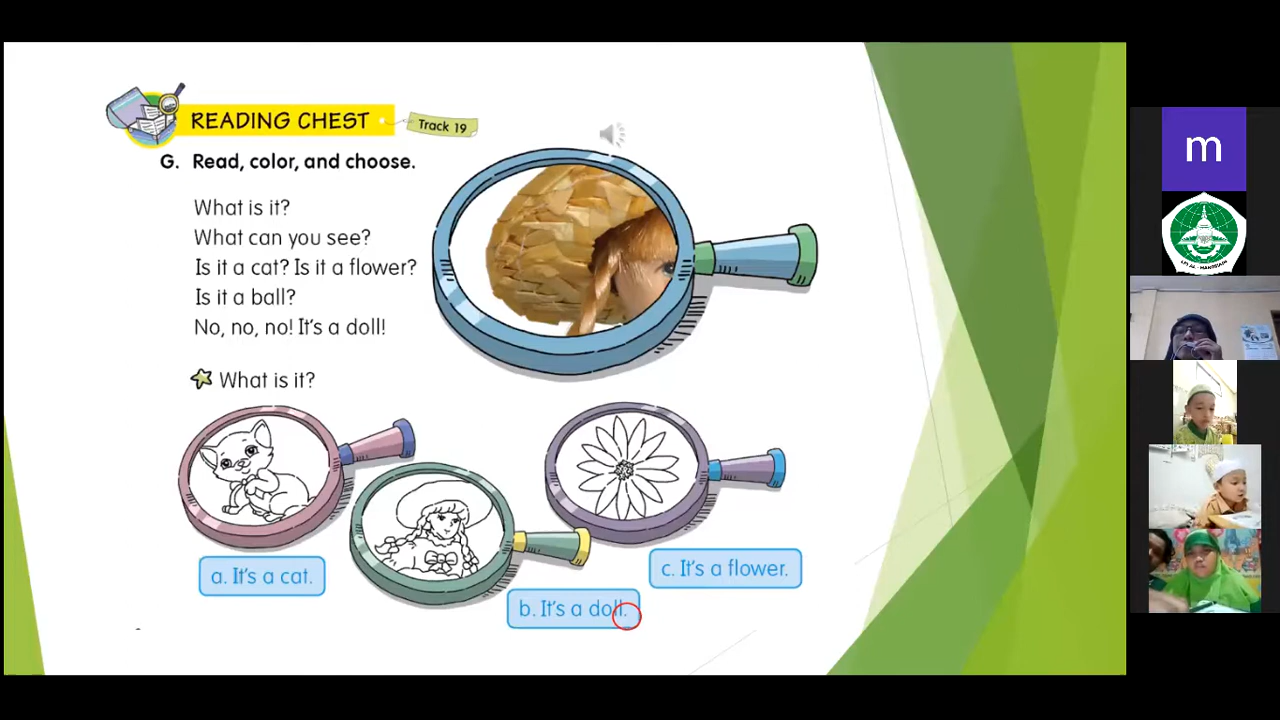 READING CHEST
Track 19
G. Read, color, and choose.
What is it?
What can you see?
Is it a cat? Is it a flower?
Is it a ball?
No, no, no! It's a doll!
What is it?
a. It's a cat.
b. It's a doll.
c. It's a flower.
m